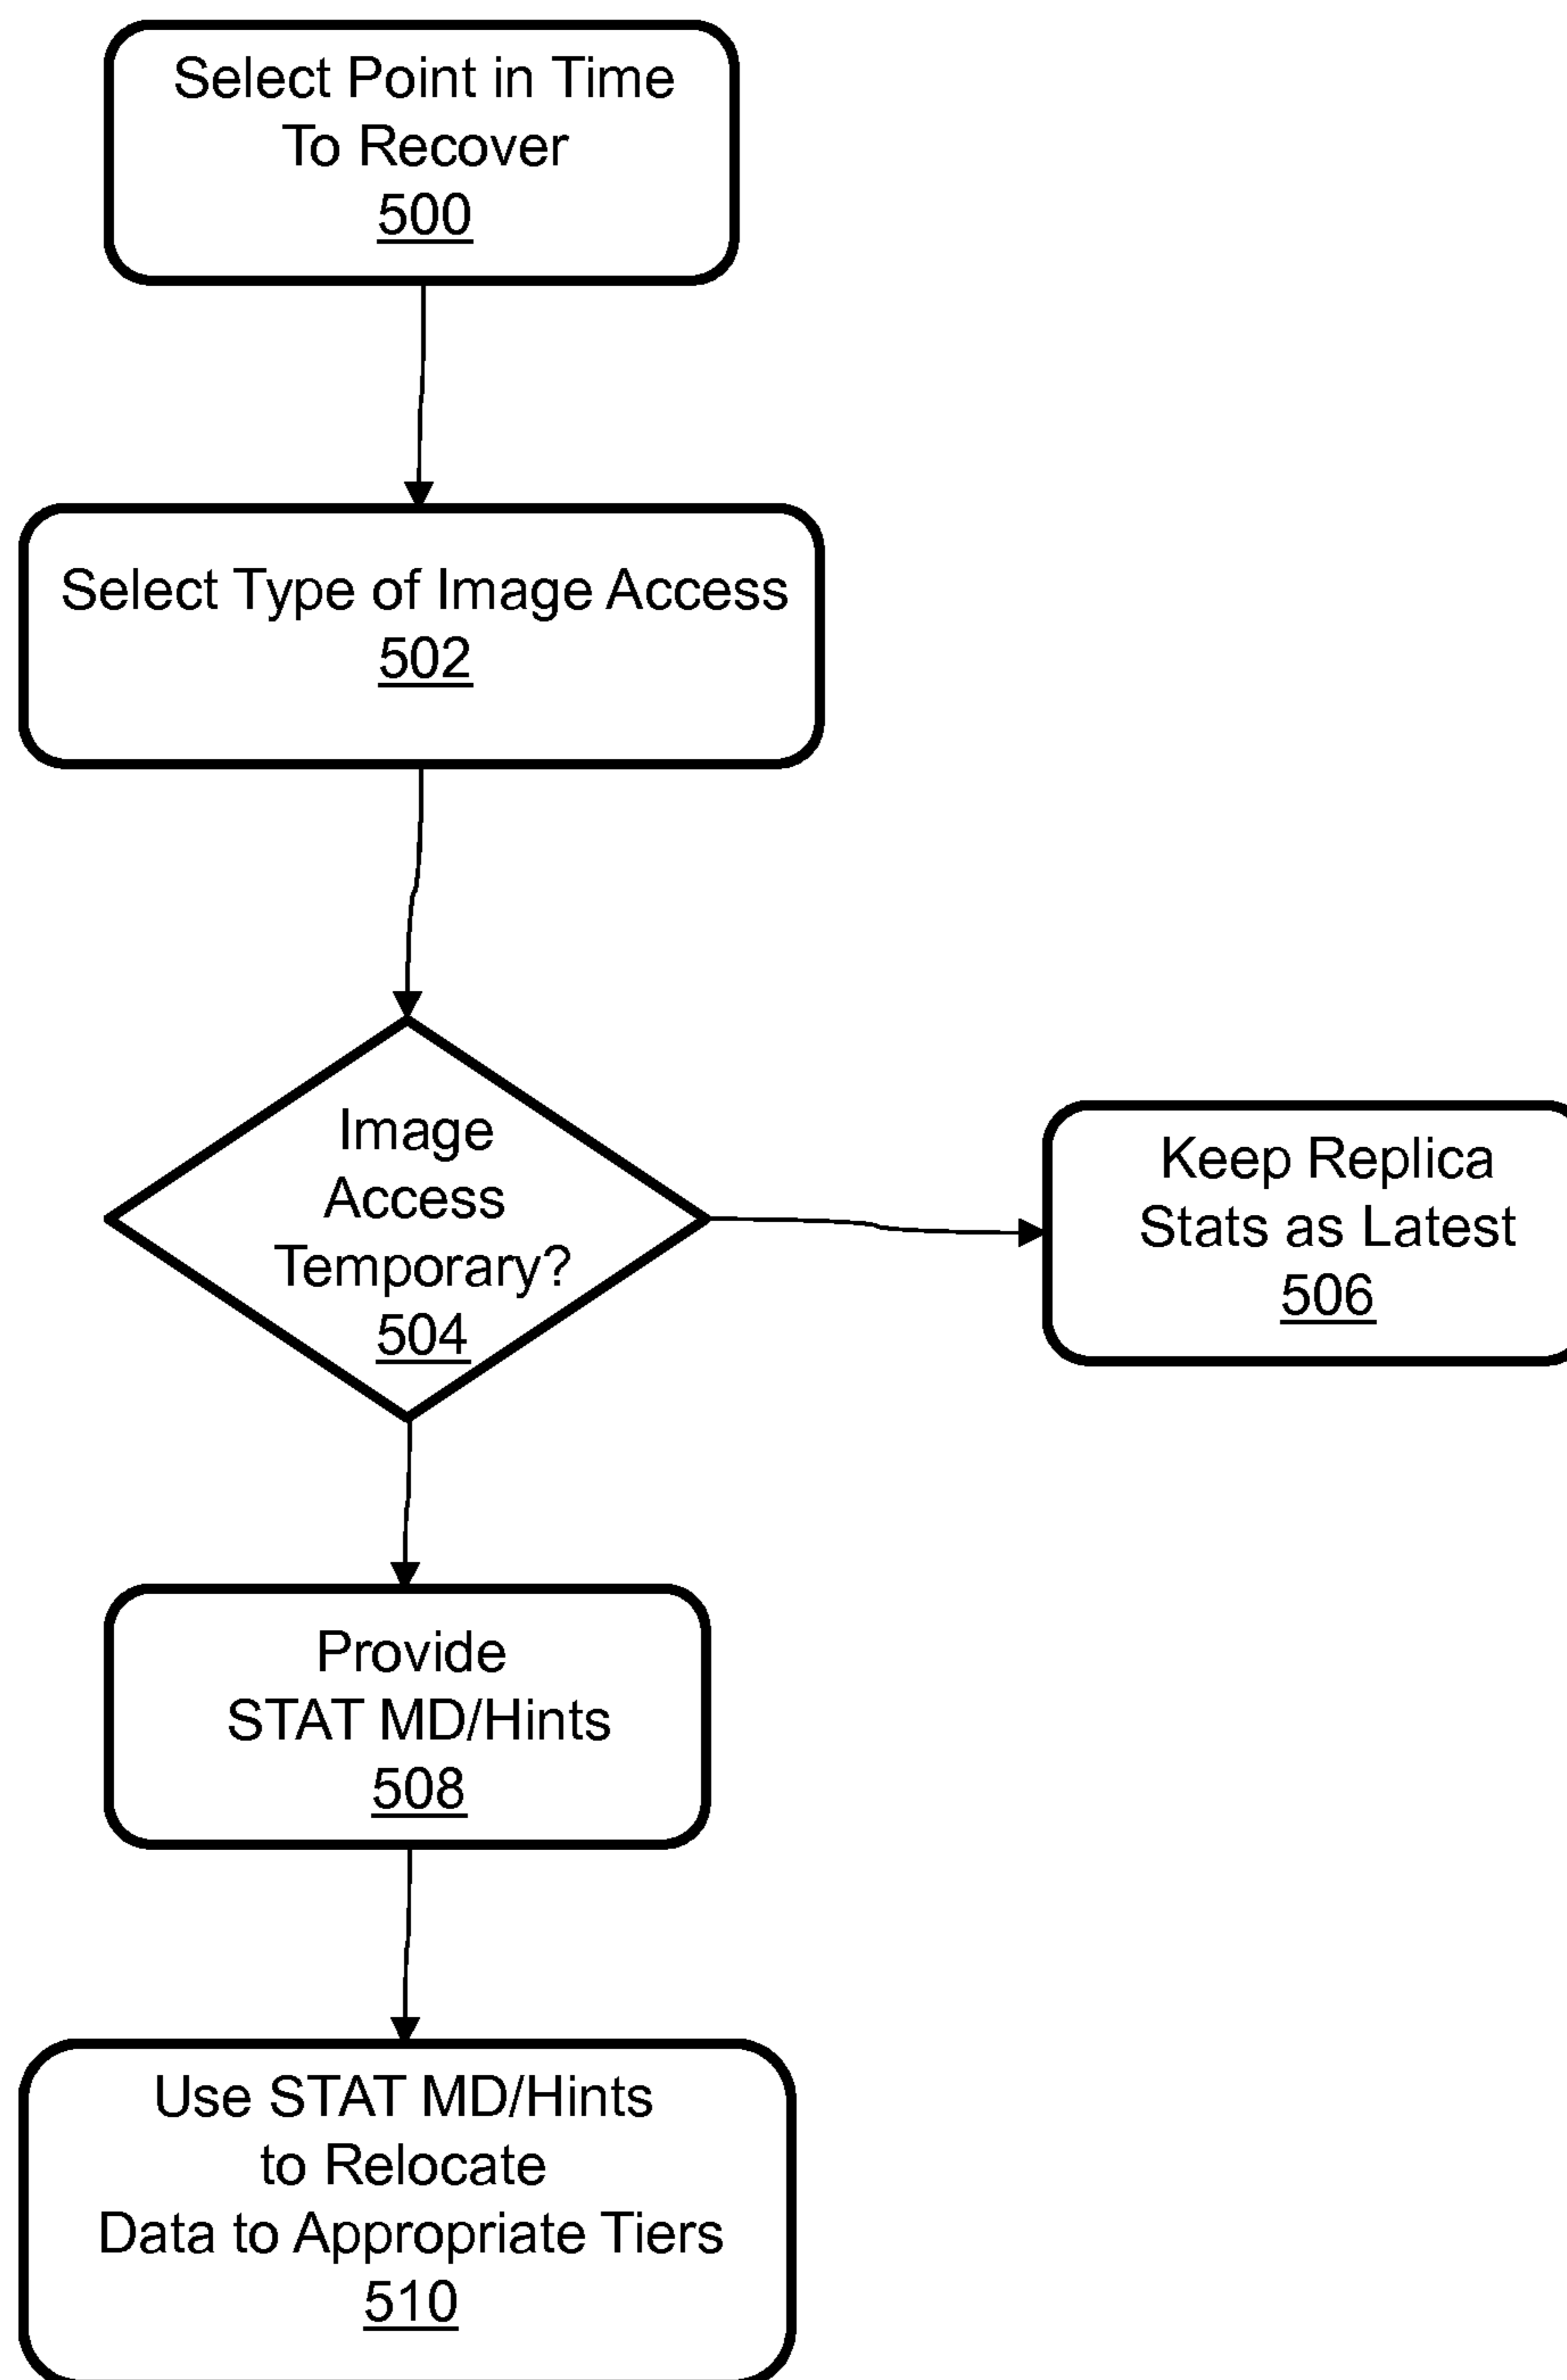 Select Point in Time
To Recover
500
Select Type of Image Access
502
Image
Access
Temporary?
504
Keep Replica
Stats as Latest
506
Provide
STAT MD/Hints
508
Use STAT MD/Hints
to Relocate
Data to Appropriate Tiers
510